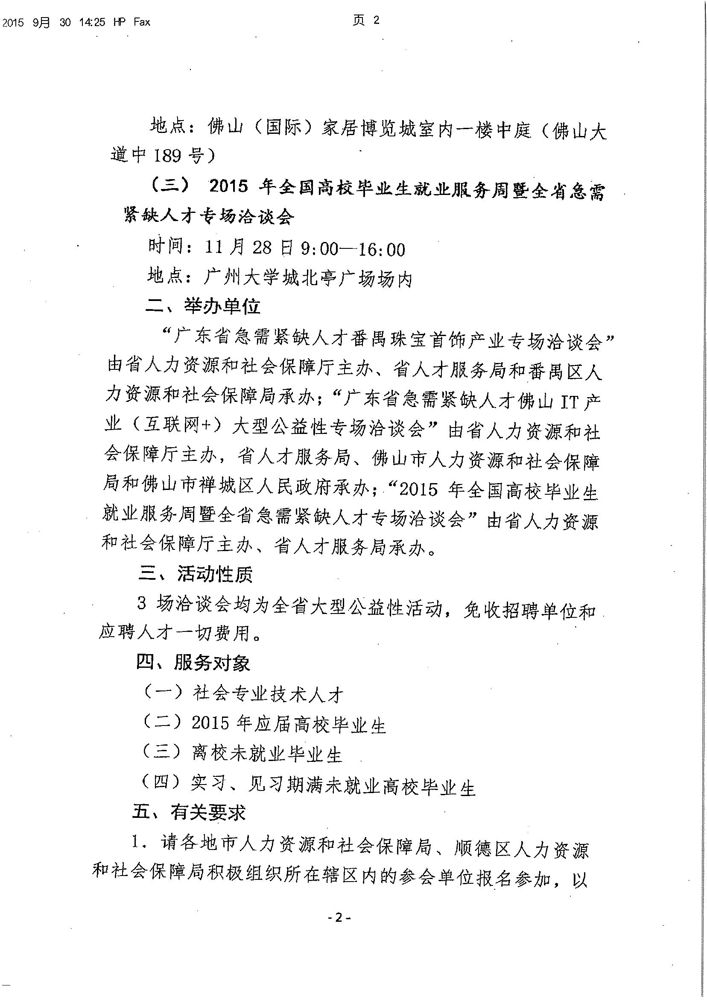 2015 9月 30 14:25 HP Fax
页 2
地点：佛山（国际）家居博览城室内一楼中庭（佛山大
道中 189 号）
（三） 2015 年全国高校毕业生就业服务周暨全省急需
紧缺人才专场洽谈会
时间：11 月 28 日 9:00—16:00
地点：广州大学城北亭广场场内
二、举办单位
“广东省急需紧缺人才番禺珠宝首饰产业专场洽谈会”
由省人力资源和社会保障厅主办、省人才服务局和番禺区人
力资源和社会保障局承办；“广东省急需紧缺人才佛山 IT 产
业（互联网+）大型公益性专场洽谈会”由省人力资源和社
会保障厅主办，省人才服务局、佛山市人力资源和社会保障
局和佛山市禅城区人民政府承办；“2015 年全国高校毕业生
就业服务周暨全省急需紧缺人才专场洽谈会”由省人力资源
和社会保障厅主办、省人才服务局承办。
三、活动性质
3 场洽谈会均为全省大型公益性活动，免收招聘单位和
应聘人才一切费用。
四、服务对象
（一）社会专业技术人才
（二）2015 年应届高校毕业生
（三）离校未就业毕业生
（四）实习、见习期满未就业高校毕业生
五、有关要求
1. 请各地市人力资源和社会保障局、顺德区人力资源
和社会保障局积极组织所在辖区内的参会单位报名参加，以
-2-